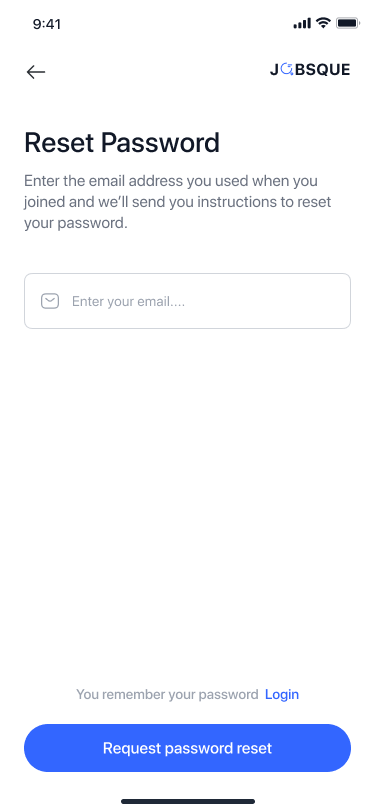 9:41
JOBSQUE
Reset Password
Enter the email address you used when you
joined and we’ll send you instructions to reset
your password.
Enter your email....
You remember your password Login
Request password reset